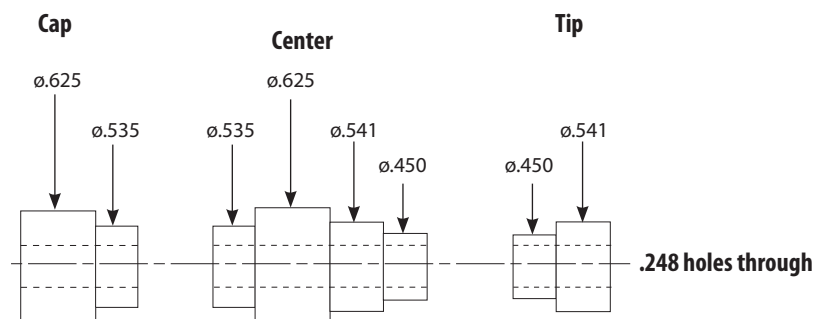 Cap
Center
Tip
ø.625
ø.535
ø.535
ø.625
ø.541
ø.450
ø.450
ø.541
.248 holes through